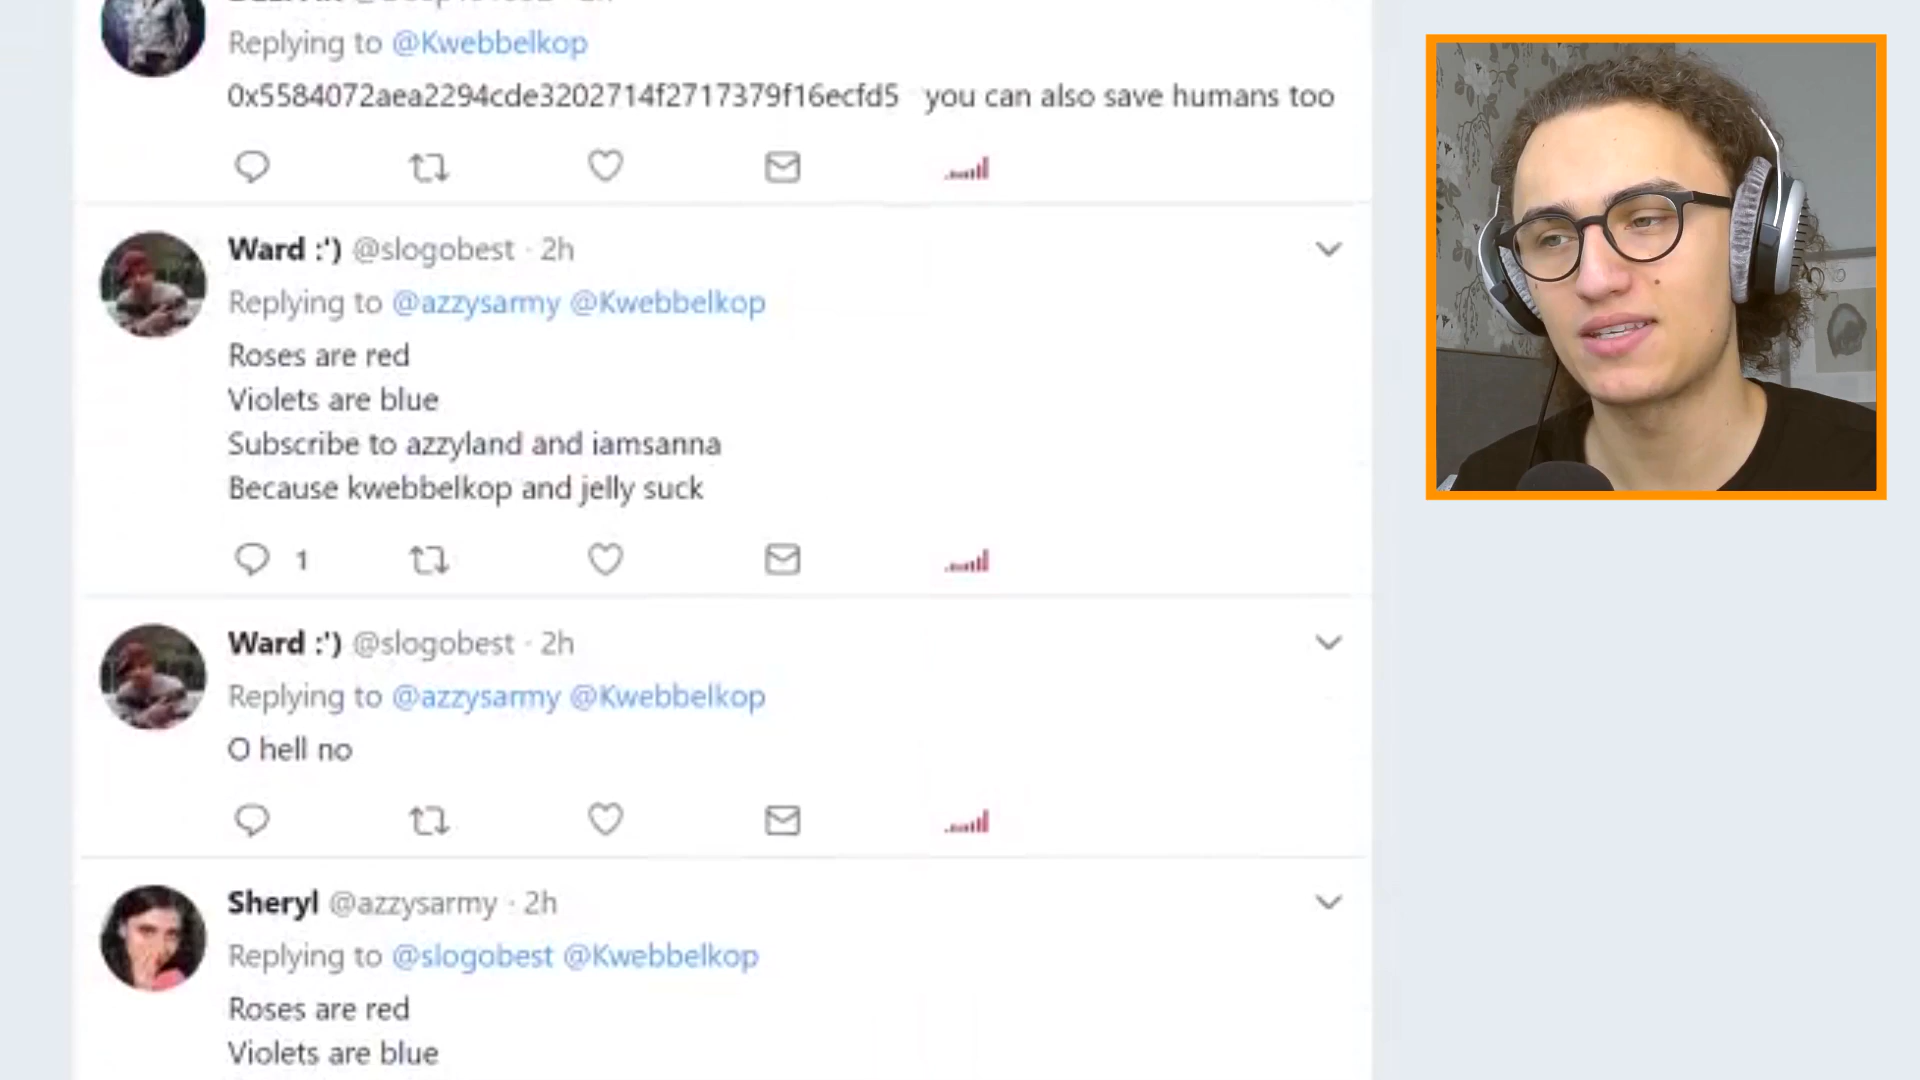 Replying to @Kwebbelkop
0x5584072aea2294cde3202714f2717379f16ecfd5 you can also save humans too
Ward :') @slogobest · 2h
Replying to @azzysarmy @Kwebbelkop
Roses are red
Violets are blue
Subscribe to azzyland and iamsanna
Because kwebbelkop and jelly suck
1
Ward :') @slogobest · 2h
Replying to @azzysarmy @Kwebbelkop
O hell no
Sheryl @azzysarmy · 2h
Replying to @slogobest @Kwebbelkop
Roses are red
Violets are blue